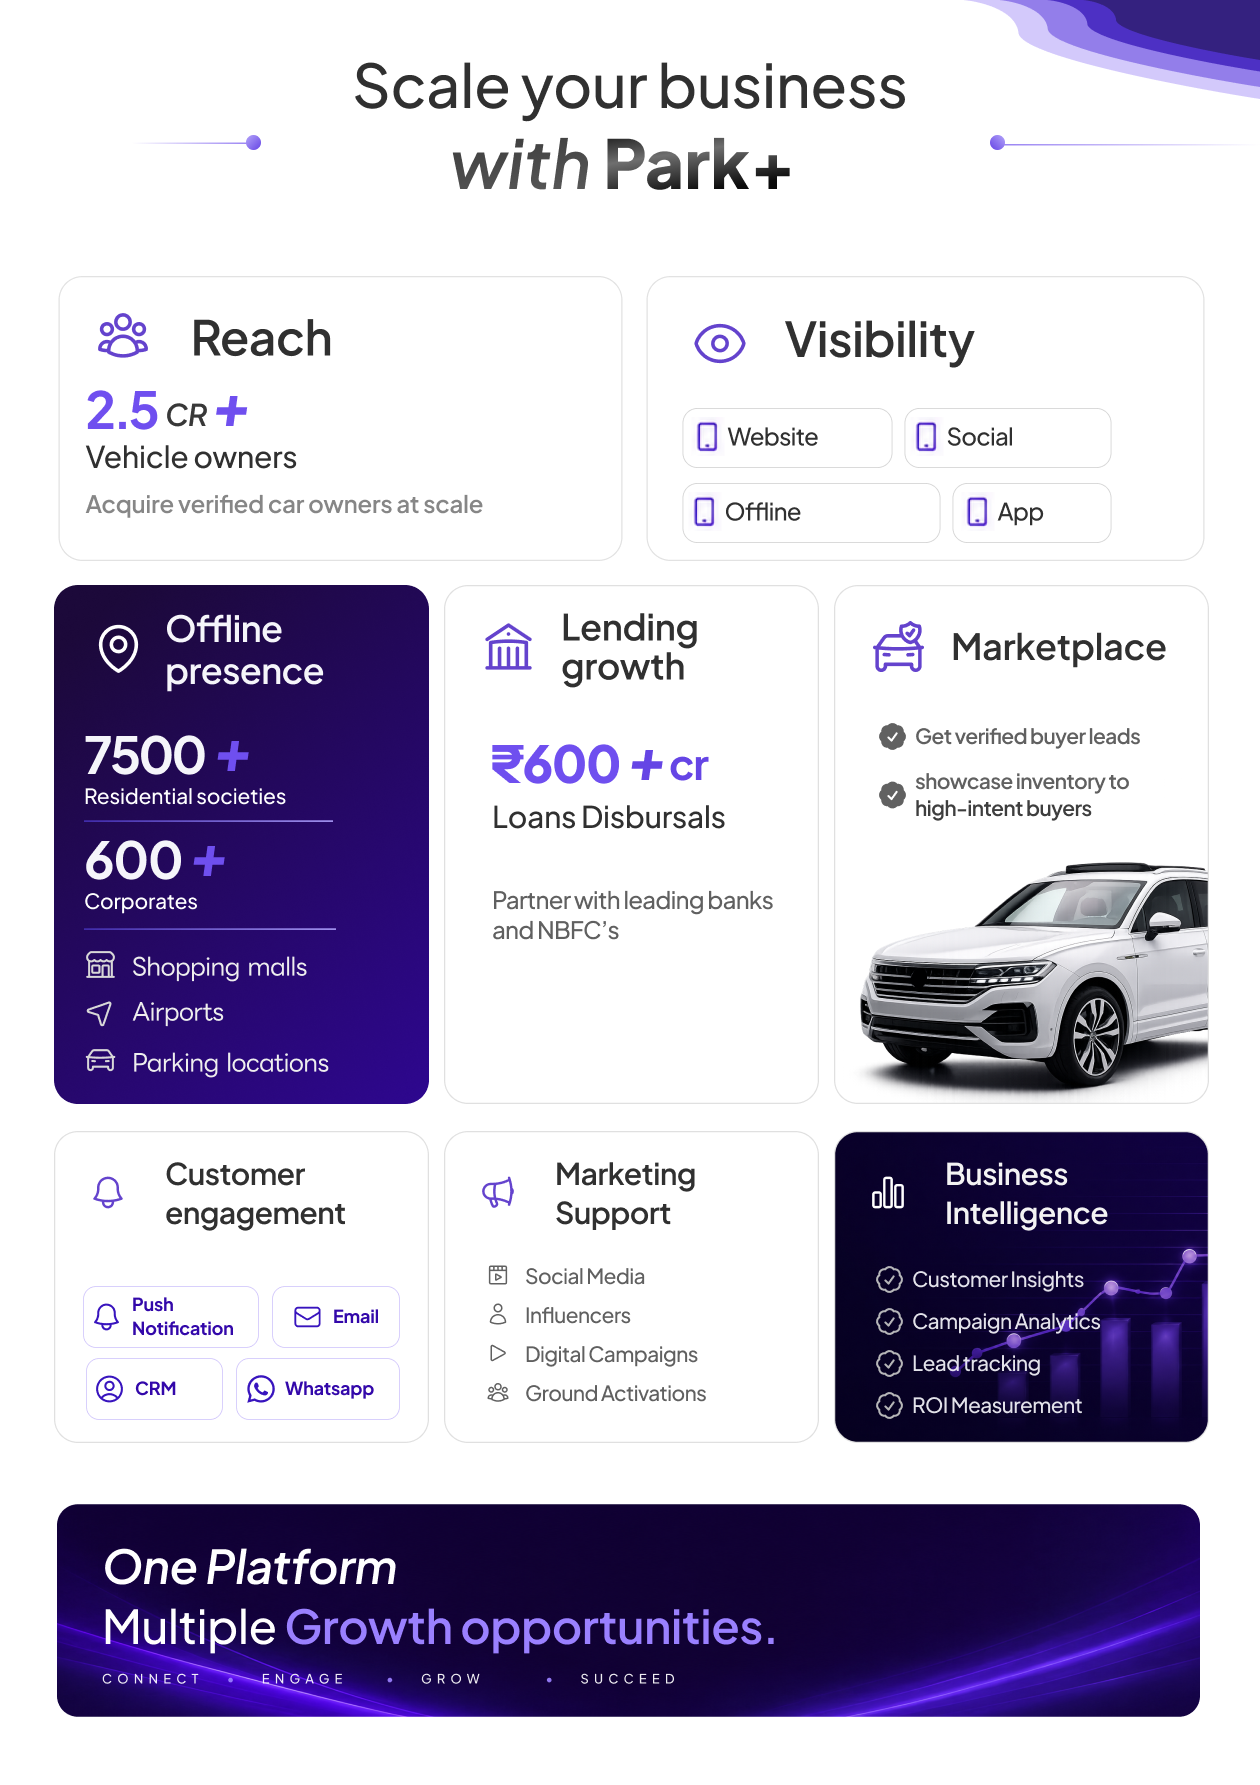 Scale your business
with Park+
Reach
2.5 CR +
Vehicle owners
Acquire verified car owners at scale
Visibility
Website
Social
Offline
App
Offline
presence
7500 +
Residential societies
600 +
Corporates
Shopping malls
Airports
Parking locations
Lending
growth
₹600 + cr
Loans Disbursals
Partner with leading banks
and NBFC's
Marketplace
Get verified buyer leads
showcase inventory to
high-intent buyers
Customer
engagement
Push
Notification
Email
CRM
Whatsapp
Marketing
Support
Social Media
Influencers
Digital Campaigns
Ground Activations
Business
Intelligence
Customer Insights
Campaign Analytics
Lead tracking
ROI Measurement
One Platform
Multiple Growth opportunities.
CONNECT • ENGAGE • GROW • SUCCEED